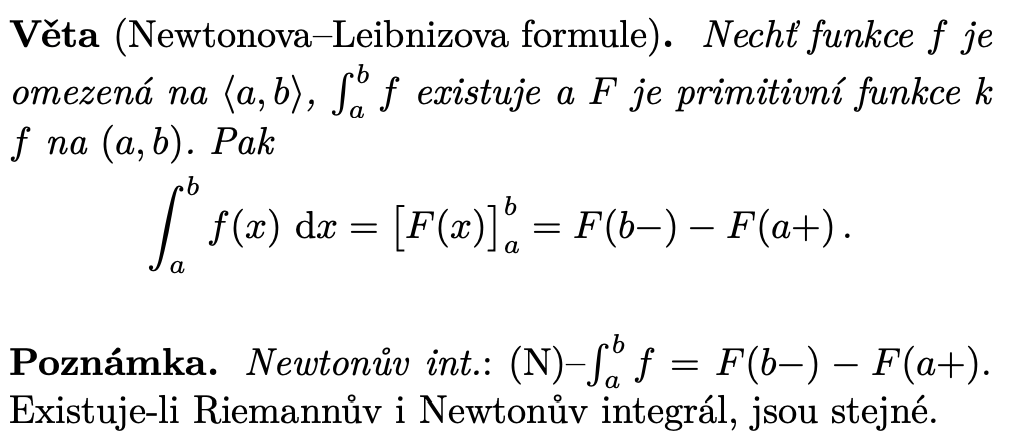 Věta (Newtonova–Leibnizova formule). Nechť funkce f je
omezená na ⟨a, b⟩, ∫_a^b f existuje a F je primitivní funkce k
f na (a, b). Pak
∫_a^b f(x) dx = [F(x)]_a^b = F(b−) − F(a+) .
Poznámka. Newtonův int.: (N)–∫_a^b f = F(b−) − F(a+).
Existuje-li Riemannův i Newtonův integrál, jsou stejné.